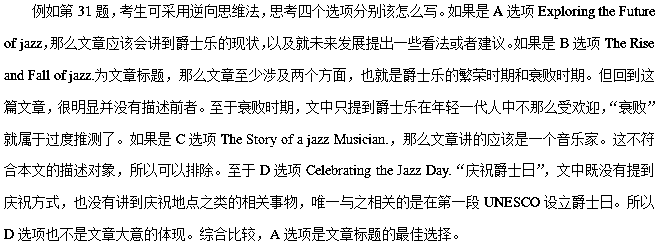 例如第 31 题，考生可采用逆向思维法，思考四个选项分别该怎么写。如果是 A 选项 Exploring the Future
of jazz，那么文章应该会讲到爵士乐的现状，以及就未来发展提出一些看法或者建议。如果是 B 选项 The Rise
and Fall of jazz.为文章标题，那么文章至少涉及两个方面，也就是爵士乐的繁荣时期和衰败时期。但回到这
篇文章，很明显并没有描述前者。至于衰败时期，文中只提到爵士乐在年轻一代人中不那么受欢迎，“衰败”
就属于过度推测了。如果是 C 选项 The Story of a jazz Musician.，那么文章讲的应该是一个音乐家。这不符
合本文的描述对象，所以可以排除。至于 D 选项 Celebrating the Jazz Day. “庆祝爵士日”，文中既没有提到
庆祝方式，也没有讲到庆祝地点之类的相关事物，唯一与之相关的是在第一段 UNESCO 设立爵士日。所以
D 选项也不是文章大意的体现。综合比较，A 选项是文章标题的最佳选择。